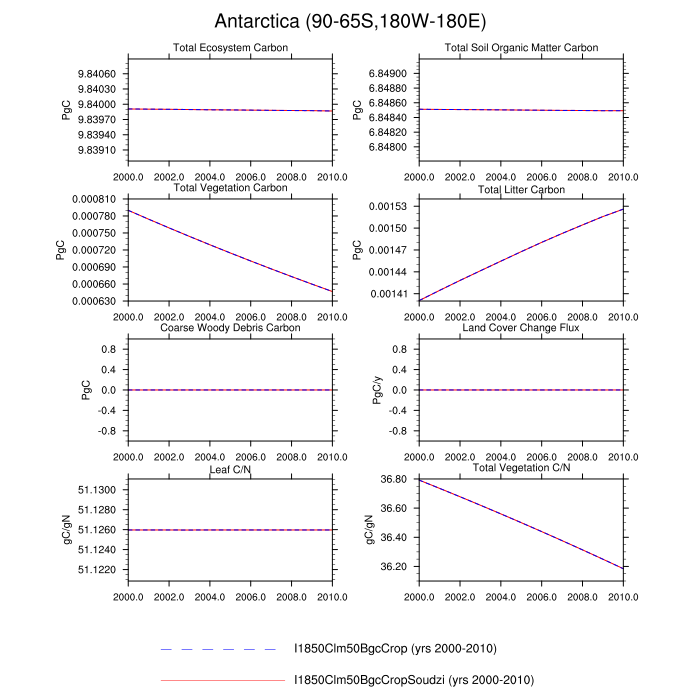 Antarctica (90-65S,180W-180E)
Total Ecosystem Carbon
PgC
9.84060
9.84030
9.84000
9.83970
9.83940
9.83910
2000.0 2002.0 2004.0 2006.0 2008.0 2010.0
Total Soil Organic Matter Carbon
PgC
6.84900
6.84880
6.84860
6.84840
6.84820
6.84800
2000.0 2002.0 2004.0 2006.0 2008.0 2010.0
Total Vegetation Carbon
PgC
0.000810
0.000780
0.000750
0.000720
0.000690
0.000660
0.000630
2000.0 2002.0 2004.0 2006.0 2008.0 2010.0
Total Litter Carbon
PgC
0.00153
0.00150
0.00147
0.00144
0.00141
2000.0 2002.0 2004.0 2006.0 2008.0 2010.0
Coarse Woody Debris Carbon
PgC
0.8
0.4
0.0
-0.4
-0.8
2000.0 2002.0 2004.0 2006.0 2008.0 2010.0
Land Cover Change Flux
PgC/y
0.8
0.4
0.0
-0.4
-0.8
2000.0 2002.0 2004.0 2006.0 2008.0 2010.0
Leaf C/N
gC/gN
51.1300
51.1280
51.1260
51.1240
51.1220
2000.0 2002.0 2004.0 2006.0 2008.0 2010.0
Total Vegetation C/N
gC/gN
36.80
36.60
36.40
36.20
2000.0 2002.0 2004.0 2006.0 2008.0 2010.0
I1850Clm50BgcCrop (yrs 2000-2010)
I1850Clm50BgcCropSoudzi (yrs 2000-2010)